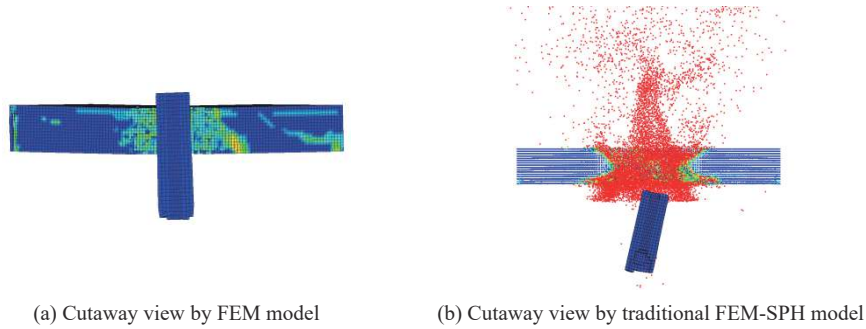 (a) Cutaway view by FEM model
(b) Cutaway view by traditional FEM-SPH model